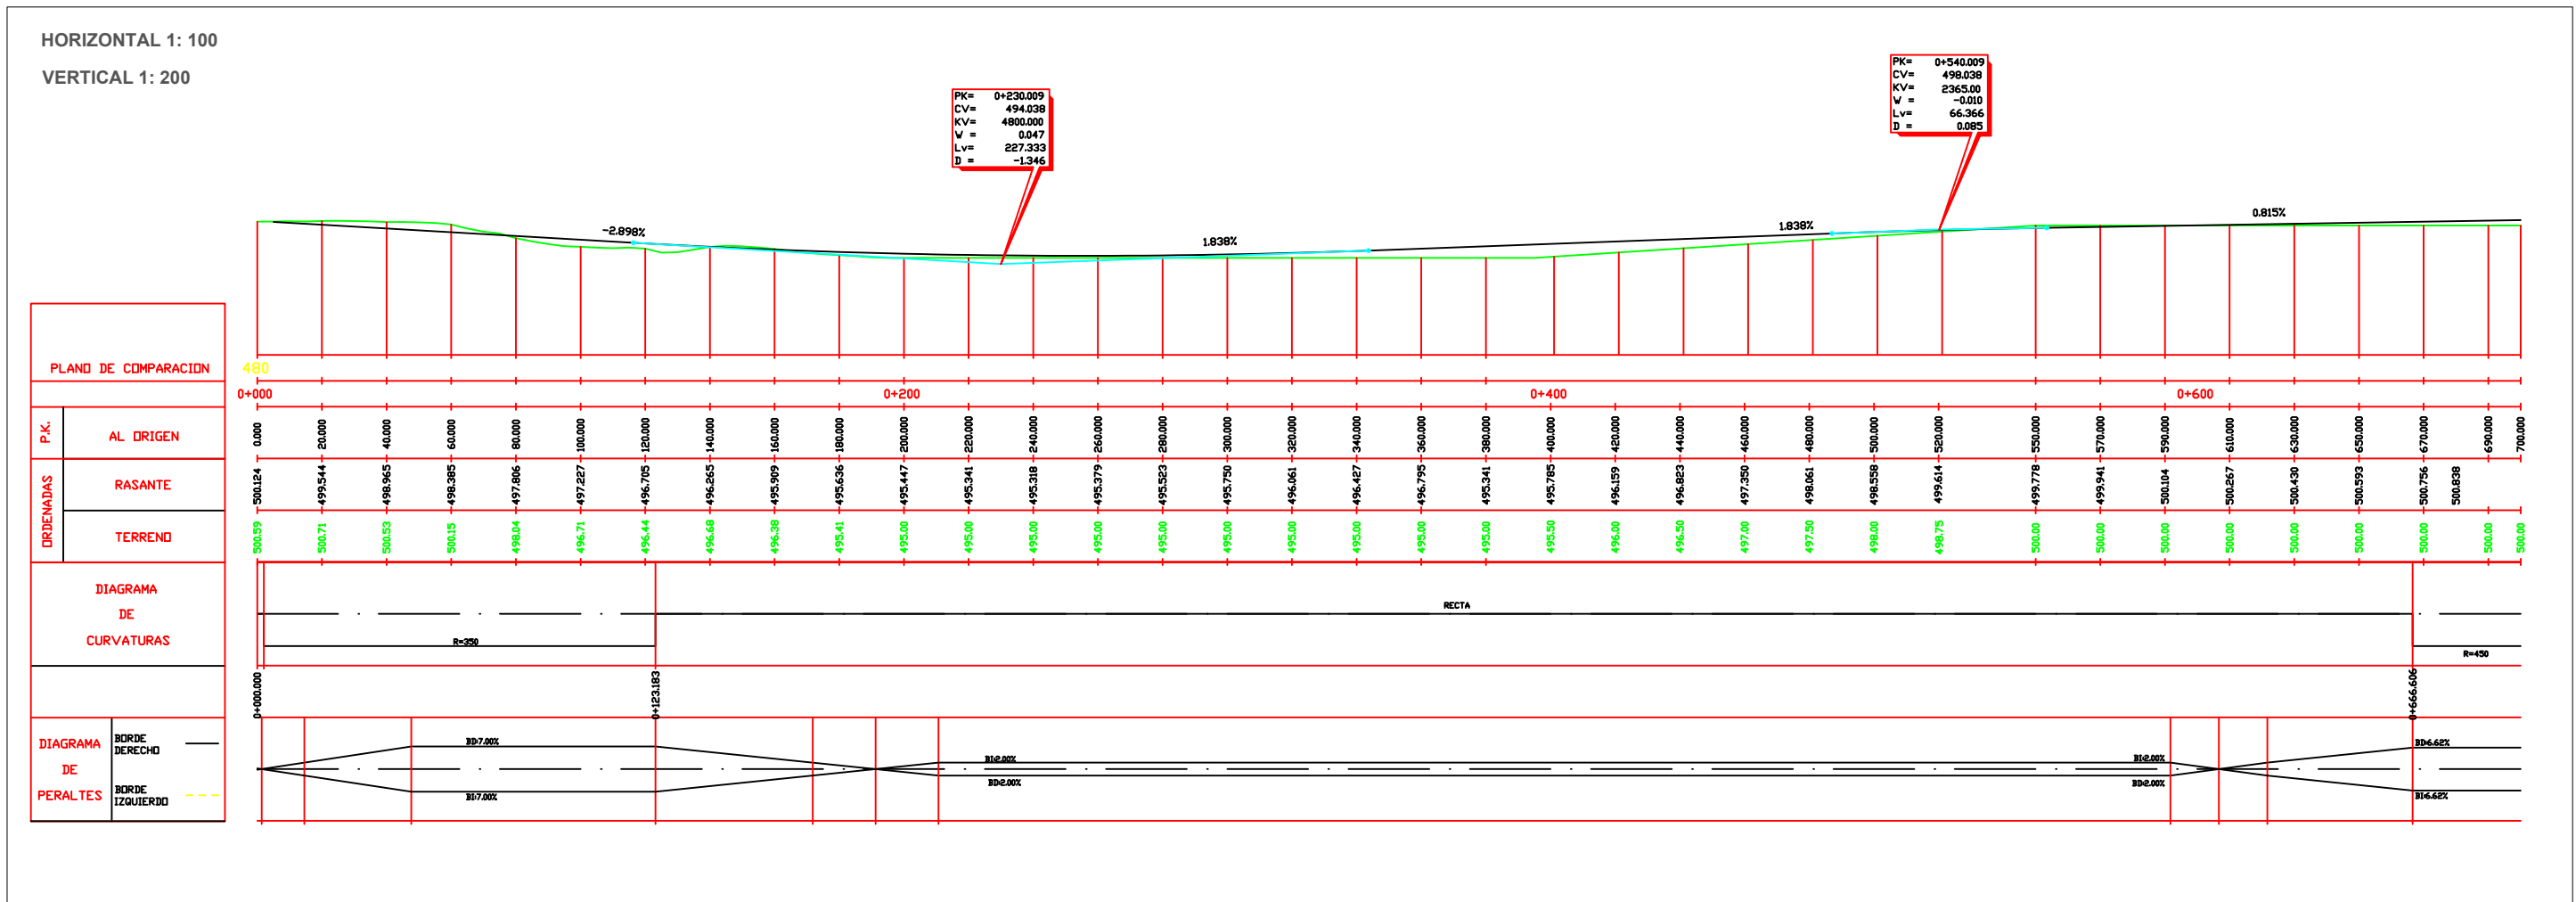 HORIZONTAL 1: 100
VERTICAL 1: 200
PK= 0+230.009
CV= 494.038
KV= 4800.000
W = 0.047
Lv= 227.333
D = -1.346
PK= 0+540.009
CV= 498.038
KV= 2365.00
W = -0.010
Lv= 66.366
D = 0.085
-2.898%
1.838%
1.838%
0.815%
PLANO DE COMPARACION 480
0+000 0+200 0+400 0+600
P.K.
AL ORIGEN
0.000 20.000 40.000 60.000 80.000 100.000 120.000 140.000 160.000 180.000 200.000 220.000 240.000 260.000 280.000 300.000 320.000 340.000 360.000 380.000 400.000 420.000 440.000 460.000 480.000 500.000 520.000 550.000 570.000 590.000 610.000 630.000 650.000 670.000 690.000 700.000
ORDENADAS
RASANTE
500.124 499.544 498.965 498.385 497.806 497.227 496.705 496.265 495.909 495.636 495.447 495.341 495.318 495.379 495.523 495.750 496.061 496.427 496.795 495.341 495.785 496.159 496.823 497.350 498.061 498.558 499.614 499.778 499.941 500.104 500.267 500.430 500.593 500.756 500.838
TERRENO
500.59 500.71 500.53 500.15 498.04 496.71 496.44 496.68 496.38 495.41 495.00 495.00 495.00 495.00 495.00 495.00 495.00 495.00 495.00 495.00 495.50 496.00 496.50 497.00 497.50 498.00 498.75 500.00 500.00 500.00 500.00 500.00 500.00 500.00 500.00 500.00
DIAGRAMA
DE
CURVATURAS
RECTA
R=350
R=450
0+000.000 0+123.183 0+666.606
DIAGRAMA
DE
PERALTES
BORDE
DERECHO
BORDE
IZQUIERDO
BD:7.00%
BI:7.00%
BI:2.00%
BD:2.00%
BI:2.00%
BD:2.00%
BD:6.62%
BI:6.62%